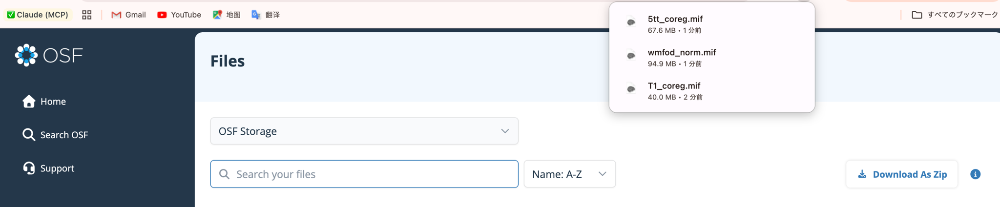 Claude (MCP)
Gmail
YouTube
地图
翻译
すべてのブックマーク
5tt_coreg.mif
67.6 MB • 1 分前
wmfod_norm.mif
94.9 MB • 1 分前
T1_coreg.mif
40.0 MB • 2 分前
OSF
Home
Search OSF
Support
Files
OSF Storage
Search your files
Name: A-Z
Download As Zip